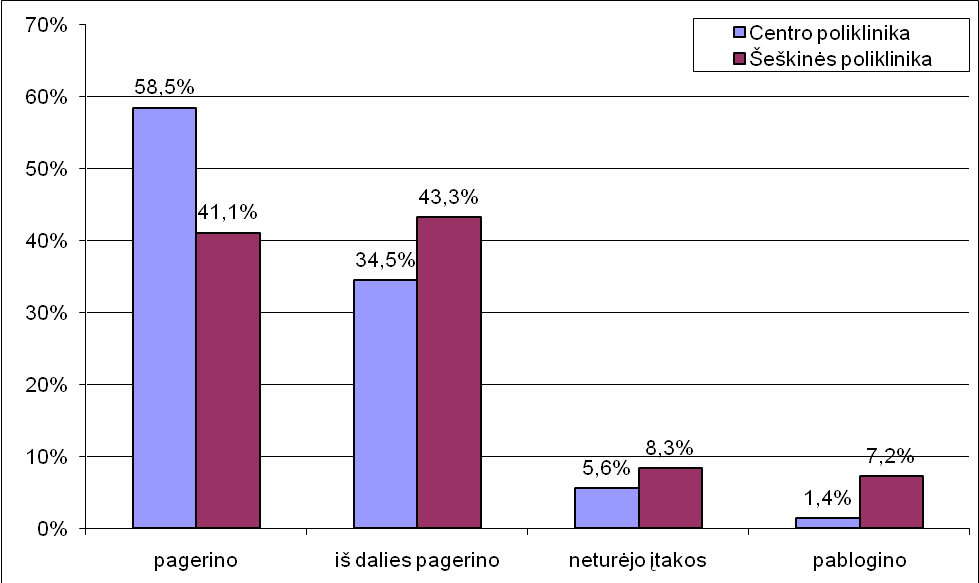 70%
Centro poliklinika
Šeškinės poliklinika
58,5%
60%
50%
41,1%
43,3%
40%
34,5%
30%
20%
10%
5,6%
8,3%
1,4%
7,2%
0%
pagerino
iš dalies pagerino
neturėjo įtakos
pablogino